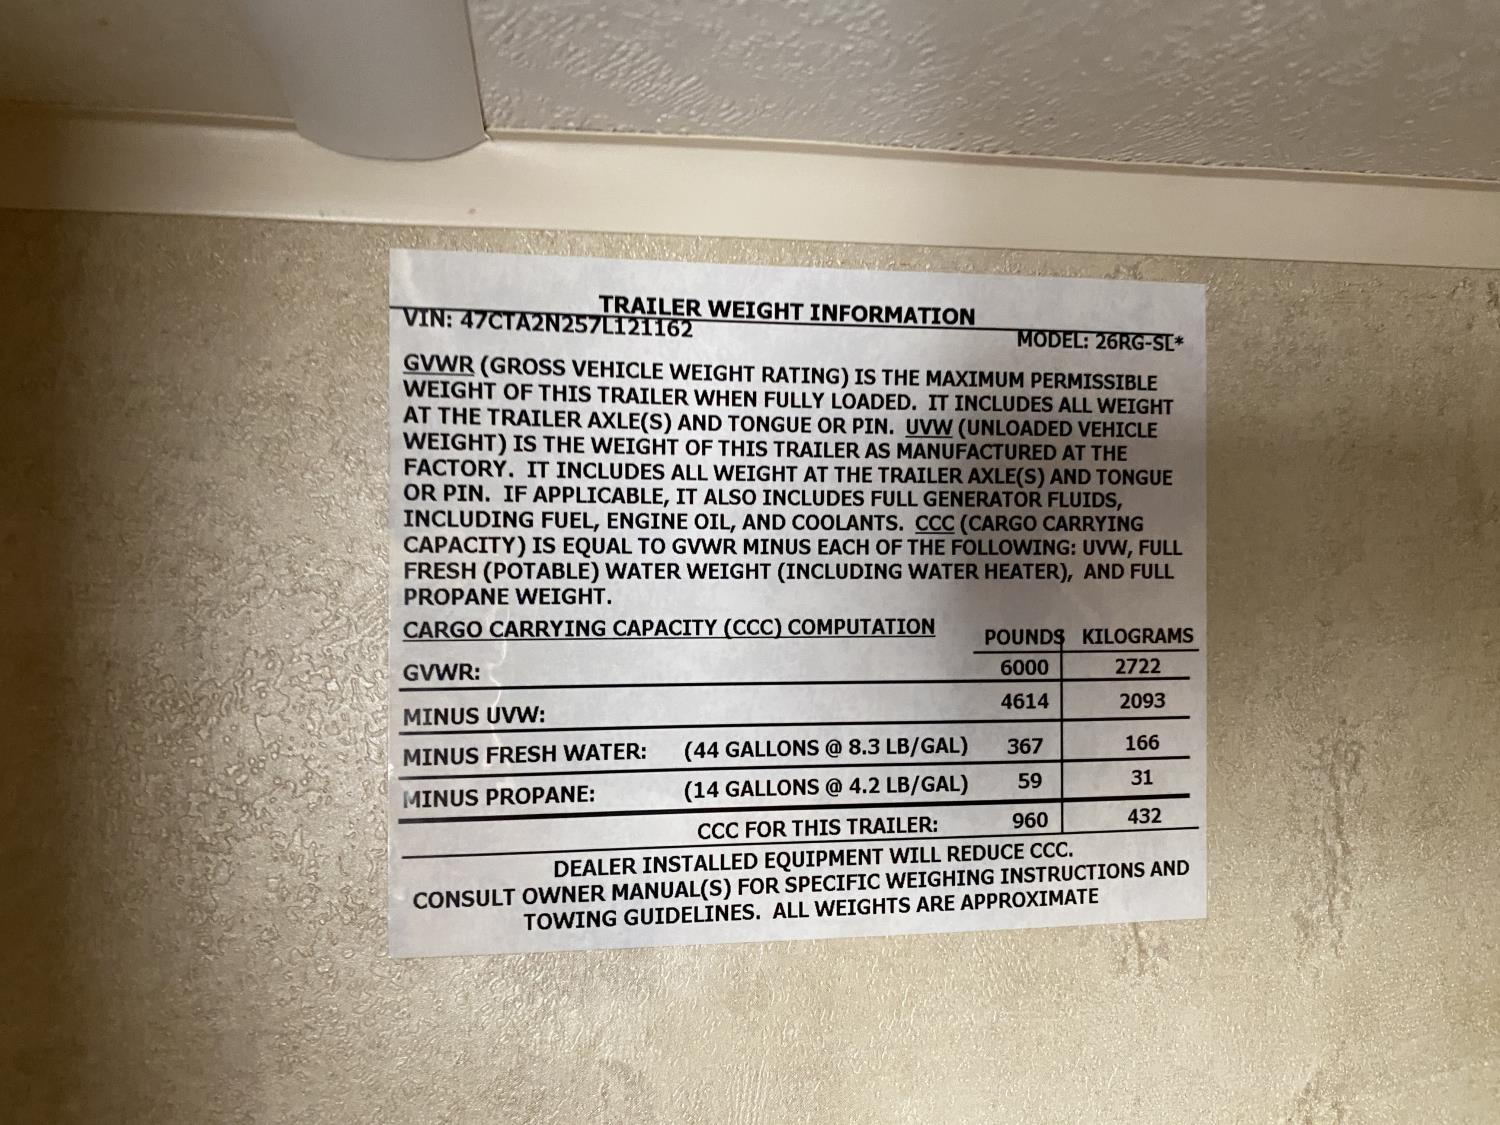 TRAILER WEIGHT INFORMATION
VIN: 47CTA2N257L121162
MODEL: 26RG-SL*
GVWR (GROSS VEHICLE WEIGHT RATING) IS THE MAXIMUM PERMISSIBLE
WEIGHT OF THIS TRAILER WHEN FULLY LOADED. IT INCLUDES ALL WEIGHT
AT THE TRAILER AXLE(S) AND TONGUE OR PIN. UVW (UNLOADED VEHICLE
WEIGHT) IS THE WEIGHT OF THIS TRAILER AS MANUFACTURED AT THE
FACTORY. IT INCLUDES ALL WEIGHT AT THE TRAILER AXLE(S) AND TONGUE
OR PIN. IF APPLICABLE, IT ALSO INCLUDES FULL GENERATOR FLUIDS,
INCLUDING FUEL, ENGINE OIL, AND COOLANTS. CCC (CARGO CARRYING
CAPACITY) IS EQUAL TO GVWR MINUS EACH OF THE FOLLOWING: UVW, FULL
FRESH (POTABLE) WATER WEIGHT (INCLUDING WATER HEATER), AND FULL
PROPANE WEIGHT.
CARGO CARRYING CAPACITY (CCC) COMPUTATION POUNDS KILOGRAMS
GVWR: 6000 2722
MINUS UVW: 4614 2093
MINUS FRESH WATER: (44 GALLONS @ 8.3 LB/GAL) 367 166
MINUS PROPANE: (14 GALLONS @ 4.2 LB/GAL) 59 31
CCC FOR THIS TRAILER: 960 432
DEALER INSTALLED EQUIPMENT WILL REDUCE CCC.
CONSULT OWNER MANUAL(S) FOR SPECIFIC WEIGHING INSTRUCTIONS AND
TOWING GUIDELINES. ALL WEIGHTS ARE APPROXIMATE